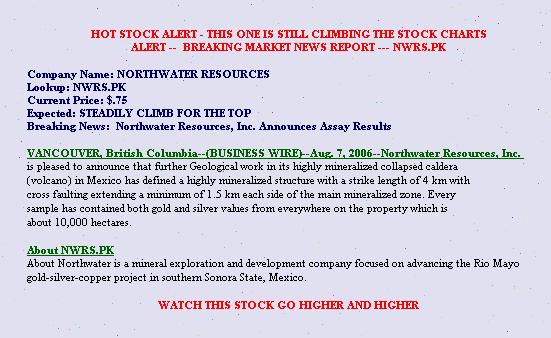 HOT STOCK ALERT - THIS ONE IS STILL CLIMBING THE STOCK CHARTS
ALERT -- BREAKING MARKET NEWS REPORT --- NWRS.PK
Company Name: NORTHWATER RESOURCES
Lookup: NWRS.PK
Current Price: $.75
Expected: STEADILY CLIMB FOR THE TOP
Breaking News: Northwater Resources, Inc. Announces Assay Results
VANCOUVER, British Columbia--(BUSINESS WIRE)--Aug. 7, 2006--Northwater Resources, Inc.
is pleased to announce that further Geological work in its highly mineralized collapsed caldera
(volcano) in Mexico has defined a highly mineralized structure with a strike length of 4 km with
cross faulting extending a minimum of 1.5 km each side of the main mineralized zone. Every
sample has contained both gold and silver values from everywhere on the property which is
about 10,000 hectares.
About NWRS.PK
About Northwater is a mineral exploration and development company focused on advancing the Rio Mayo
gold-silver-copper project in southern Sonora State, Mexico.
WATCH THIS STOCK GO HIGHER AND HIGHER